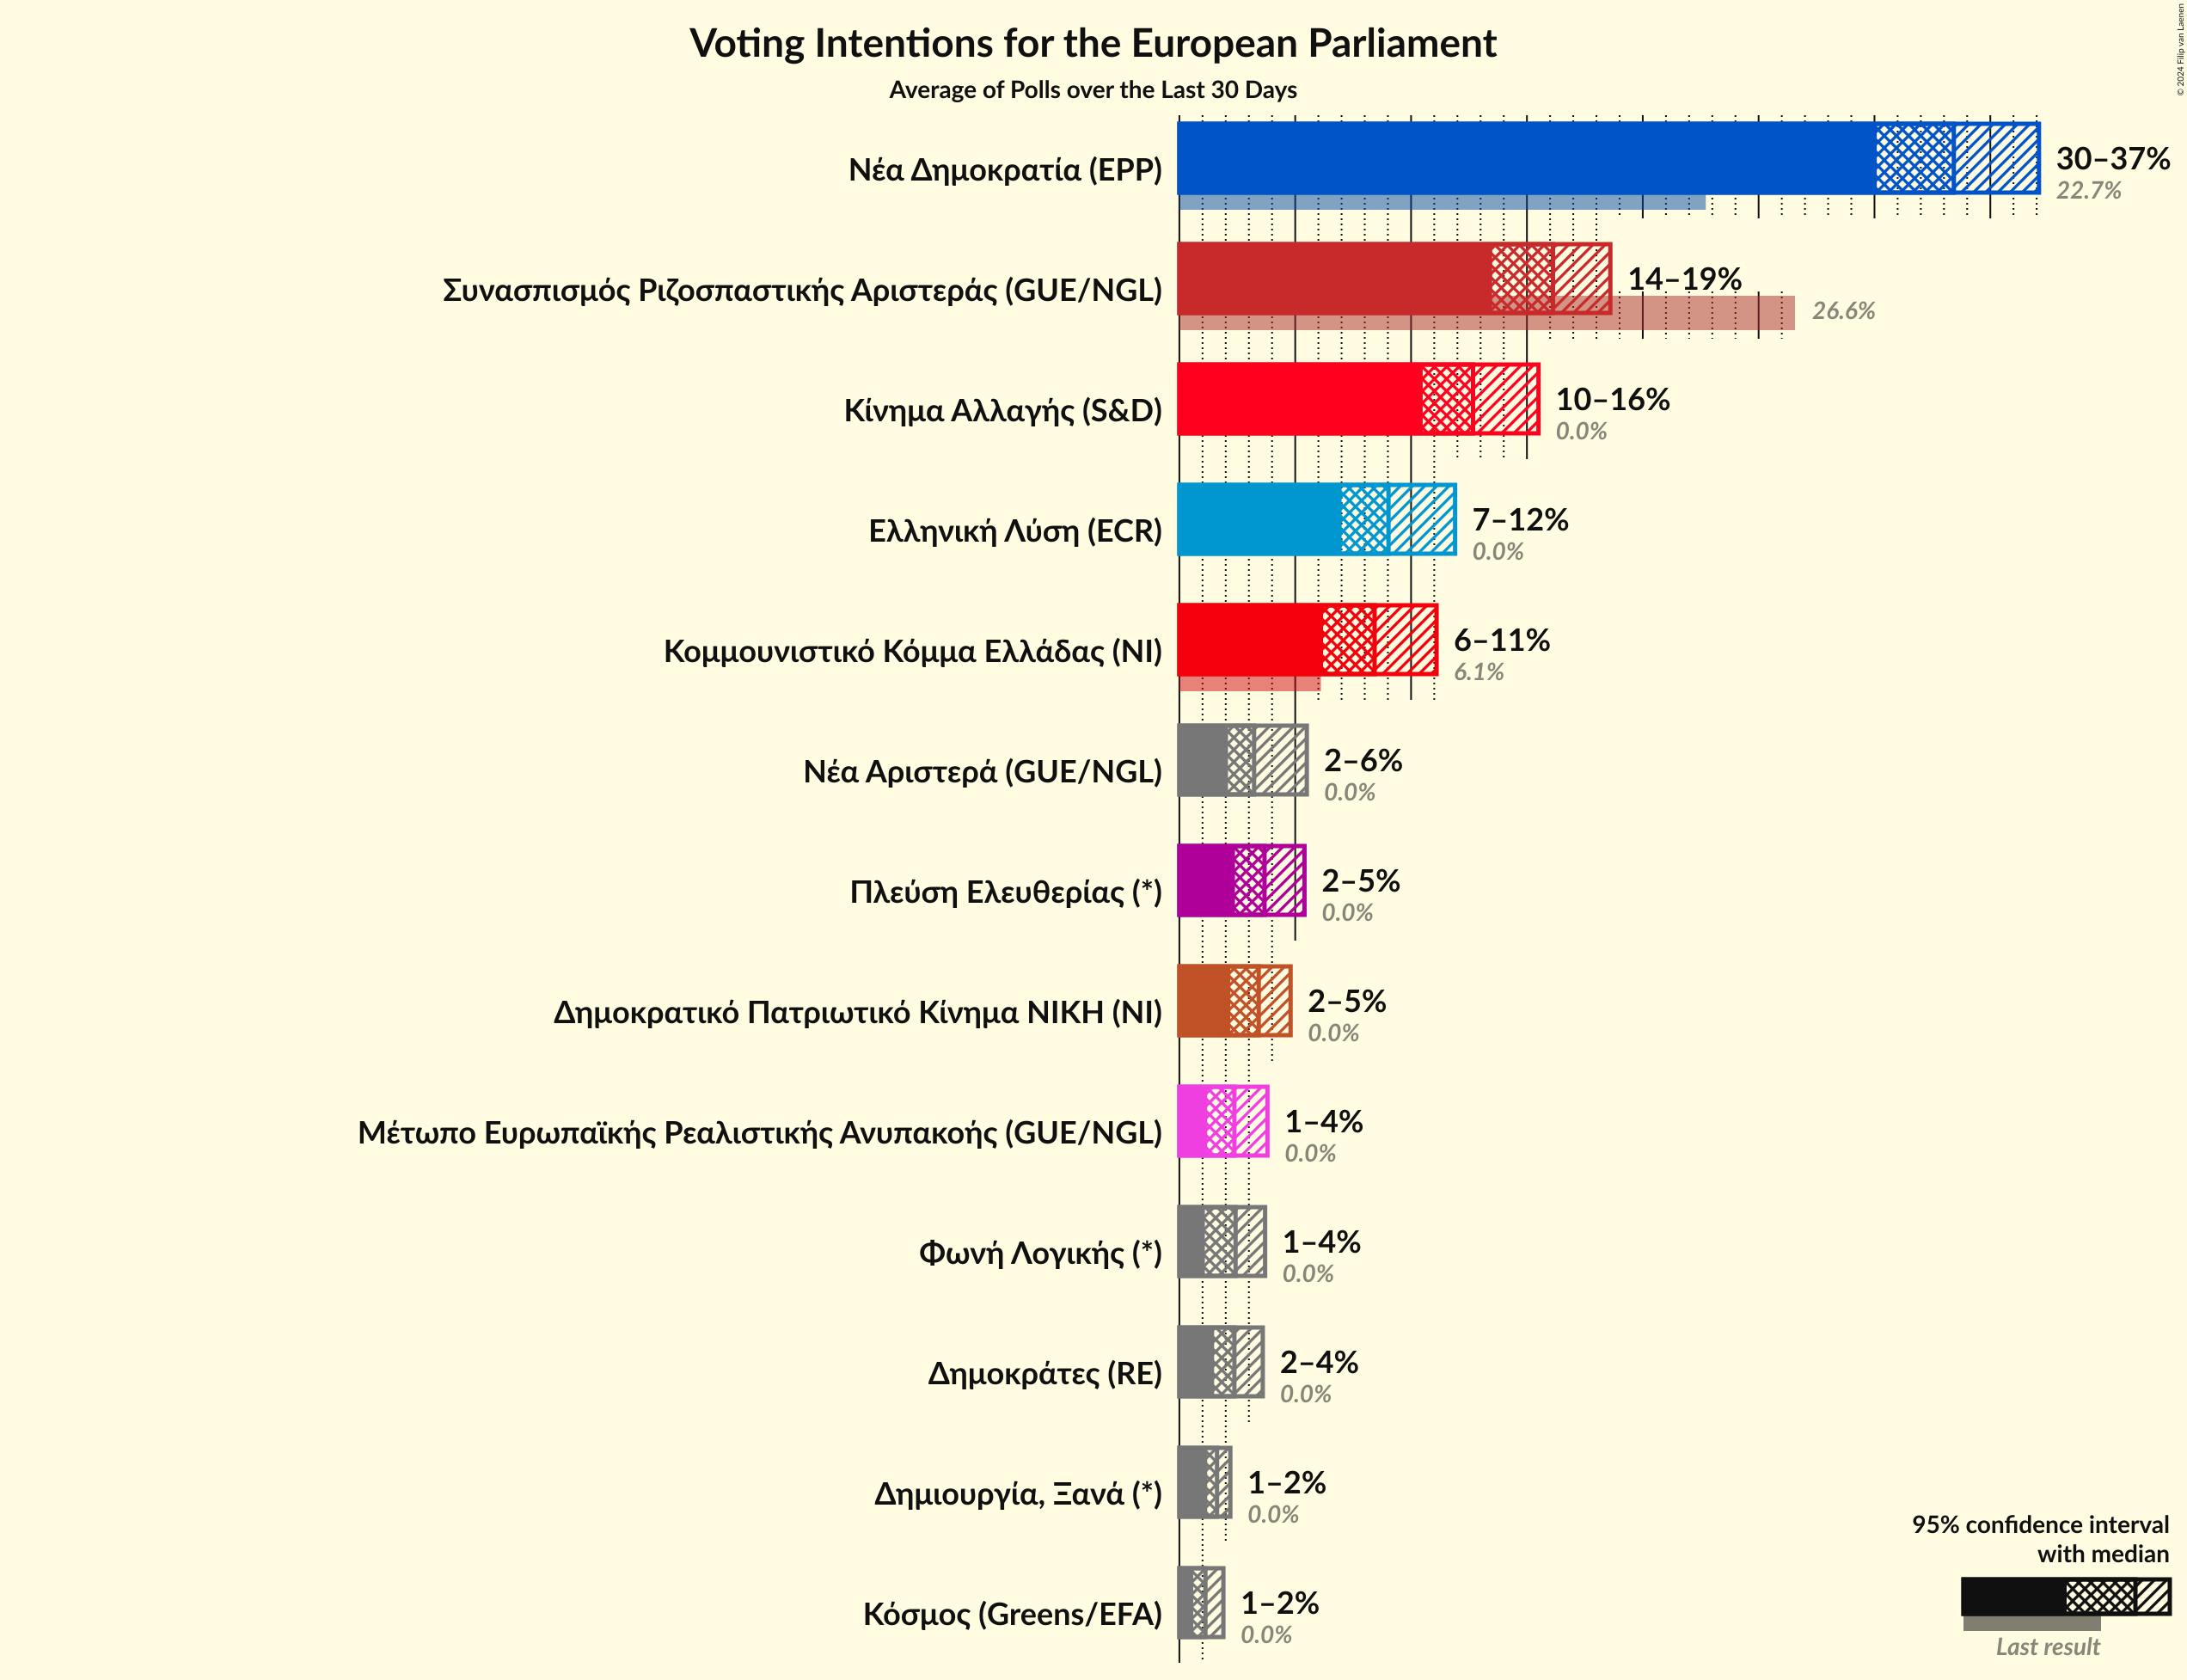 Voting Intentions for the European Parliament
Average of Polls over the Last 30 Days
© 2024 Filip van Laenen
Νέα Δημοκρατία (EPP)
30–37%
22.7%
Συνασπισμός Ριζοσπαστικής Αριστεράς (GUE/NGL)
14–19%
26.6%
Κίνημα Αλλαγής (S&D)
10–16%
0.0%
Ελληνική Λύση (ECR)
7–12%
0.0%
Κομμουνιστικό Κόμμα Ελλάδας (NI)
6–11%
6.1%
Νέα Αριστερά (GUE/NGL)
2–6%
0.0%
Πλεύση Ελευθερίας (*)
2–5%
0.0%
Δημοκρατικό Πατριωτικό Κίνημα ΝΙΚΗ (NI)
2–5%
0.0%
Μέτωπο Ευρωπαϊκής Ρεαλιστικής Ανυπακοής (GUE/NGL)
1–4%
0.0%
Φωνή Λογικής (*)
1–4%
0.0%
Δημοκράτες (RE)
2–4%
0.0%
Δημιουργία, Ξανά (*)
1–2%
0.0%
Κόσμος (Greens/EFA)
1–2%
0.0%
95% confidence interval
with median
Last result